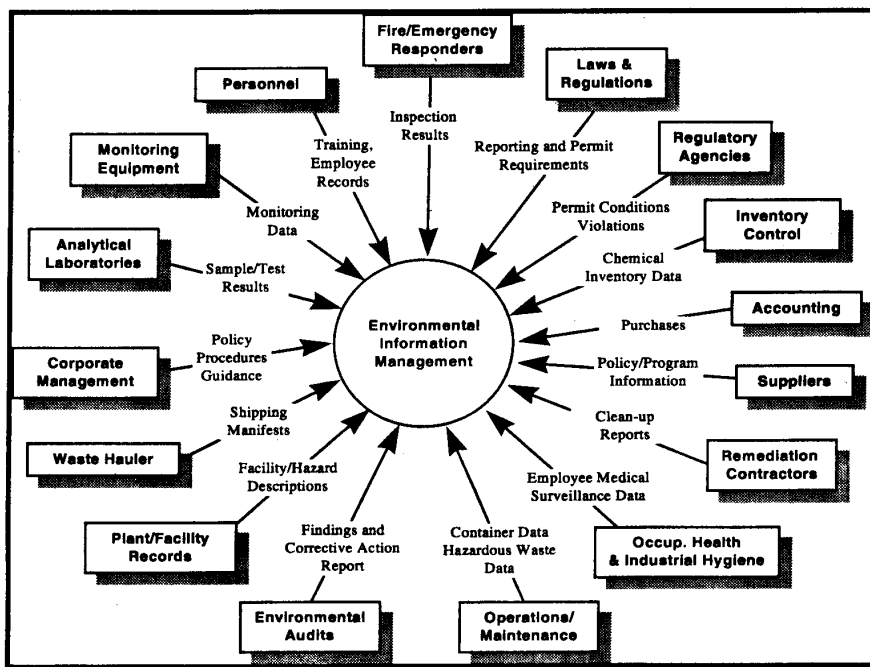 Fire/Emergency
Responders
Laws &
Regulations
Personnel
Inspection
Results
Regulatory
Agencies
Training,
Employee
Records
Reporting and Permit
Requirements
Monitoring
Equipment
Monitoring
Data
Permit Conditions
Violations
Inventory
Control
Analytical
Laboratories
Sample/Test
Results
Chemical
Inventory Data
Accounting
Purchases
Environmental
Information
Management
Policy
Procedures
Guidance
Corporate
Management
Policy/Program
Information
Suppliers
Shipping
Manifests
Clean-up
Reports
Waste Hauler
Remediation
Contractors
Facility/Hazard
Descriptions
Employee Medical
Surveillance Data
Plant/Facility
Records
Findings and
Corrective Action
Report
Container Data
Hazardous Waste
Data
Occup. Health
& Industrial Hygiene
Environmental
Audits
Operations/
Maintenance